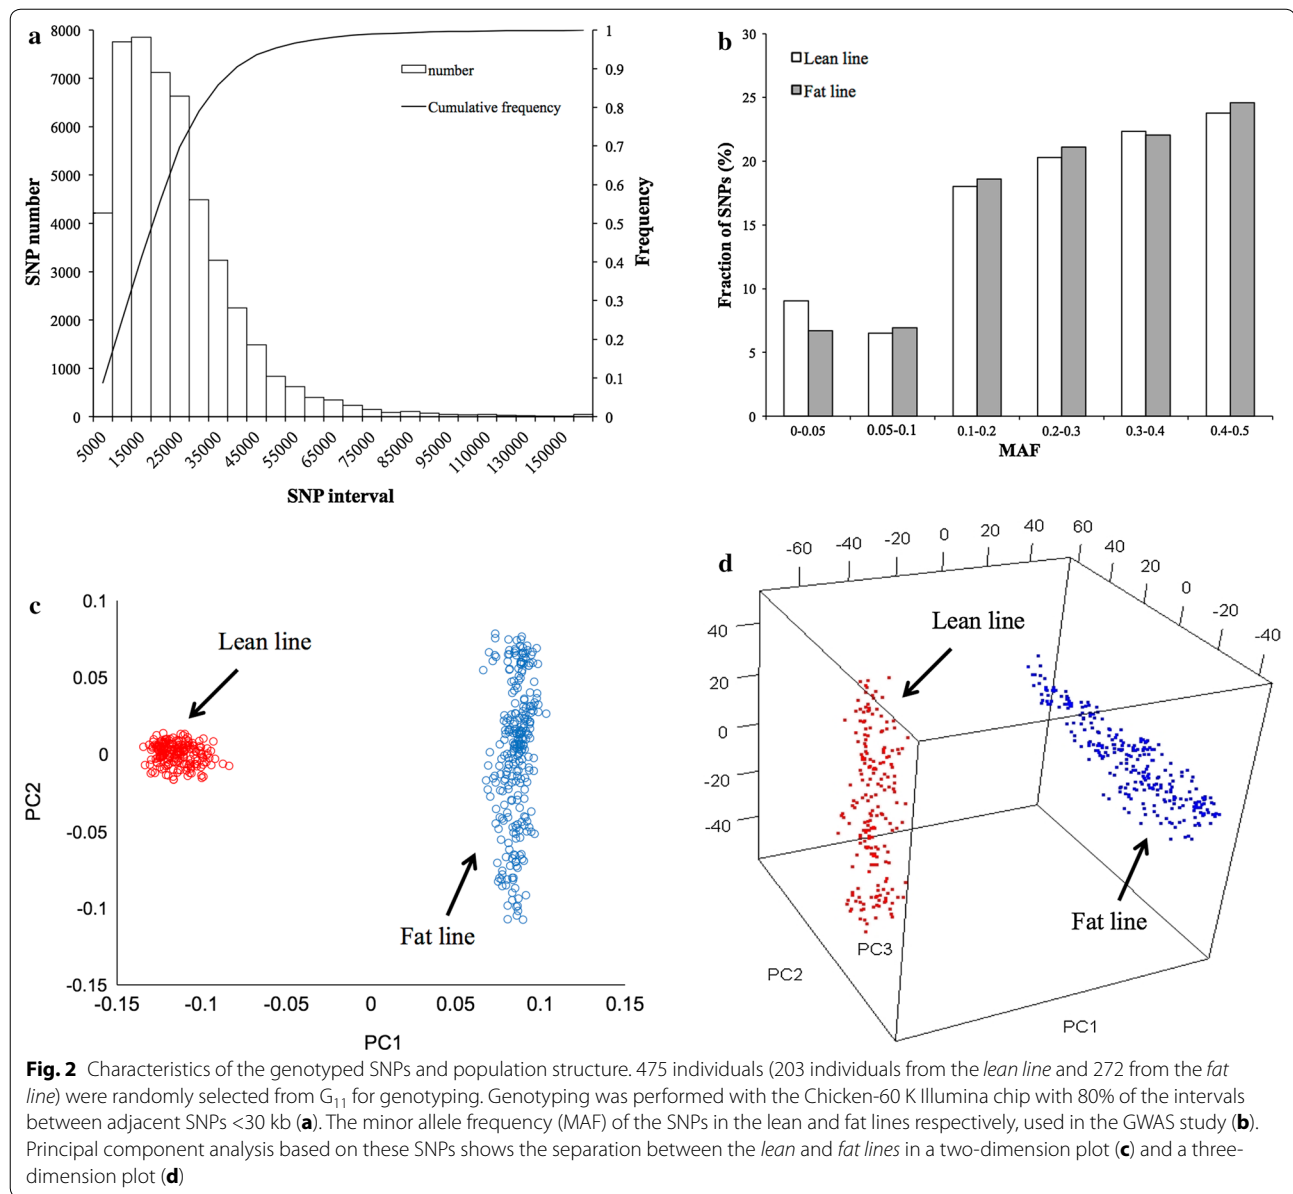 a
8000
7000
6000
5000
4000
3000
2000
1000
0
SNP number
1
0.9
0.8
0.7
0.6
0.5
0.4
0.3
0.2
0.1
0
Frequency
number
Cumulative frequency
5000 15000 25000 35000 45000 55000 65000 75000 85000 95000 110000 130000 150000
SNP interval
b
30
25
20
15
10
5
0
Fraction of SNPs (%)
Lean line
Fat line
0-0.05 0.05-0.1 0.1-0.2 0.2-0.3 0.3-0.4 0.4-0.5
MAF
c
0.1
0.05
0
-0.05
-0.1
-0.15
PC2
Lean line
Fat line
-0.15 -0.1 -0.05 0 0.05 0.1 0.15
PC1
d
-60 -40 -20 0 20 40 60
40 20 0 -20 -40
40
20
0
-20
-40
Lean line
Fat line
PC3
PC2
PC1
Fig. 2 Characteristics of the genotyped SNPs and population structure. 475 individuals (203 individuals from the lean line and 272 from the fat
line) were randomly selected from G11 for genotyping. Genotyping was performed with the Chicken-60 K Illumina chip with 80% of the intervals
between adjacent SNPs <30 kb (a). The minor allele frequency (MAF) of the SNPs in the lean and fat lines respectively, used in the GWAS study (b).
Principal component analysis based on these SNPs shows the separation between the lean and fat lines in a two-dimension plot (c) and a three-
dimension plot (d)